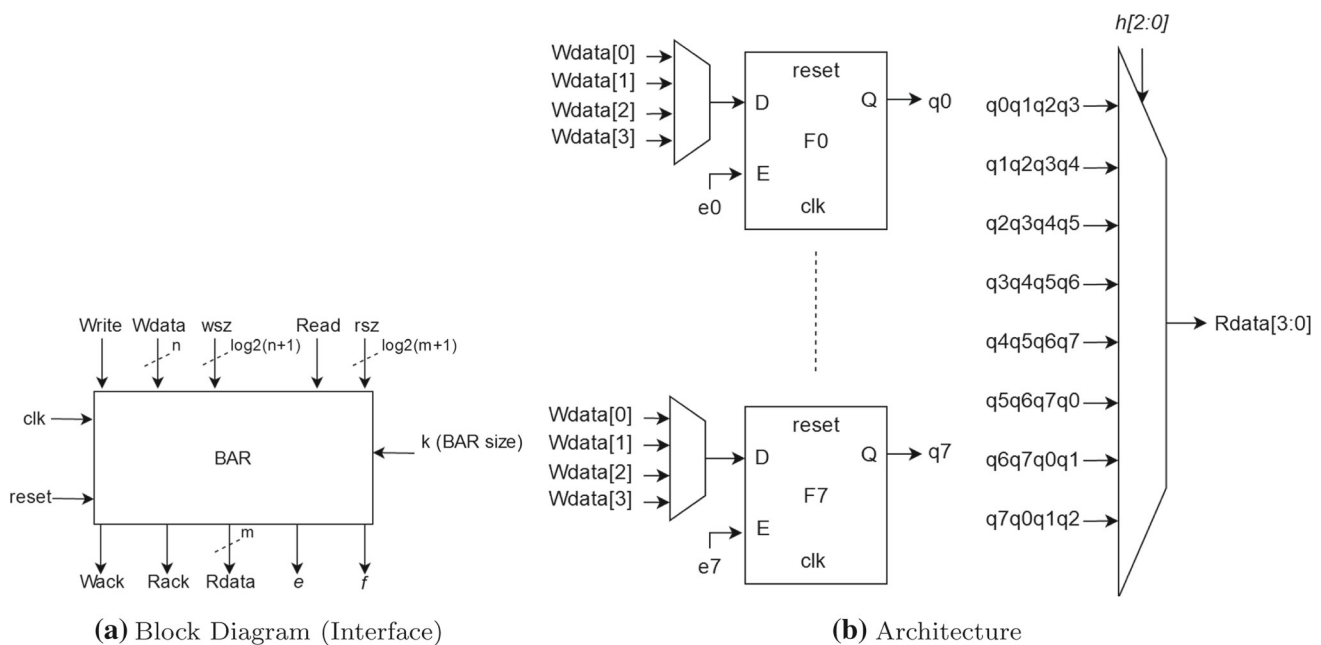 Write Wdata wsz Read rsz
n log2(n+1) log2(m+1)
clk
BAR
k (BAR size)
reset
m
Wack Rack Rdata e f
(a) Block Diagram (Interface)
Wdata[0]
Wdata[1]
Wdata[2]
Wdata[3]
reset
D Q
F0
E
clk
e0
q0
Wdata[0]
Wdata[1]
Wdata[2]
Wdata[3]
reset
D Q
F7
E
clk
e7
q7
h[2:0]
q0q1q2q3
q1q2q3q4
q2q3q4q5
q3q4q5q6
q4q5q6q7
q5q6q7q0
q6q7q0q1
q7q0q1q2
Rdata[3:0]
(b) Architecture